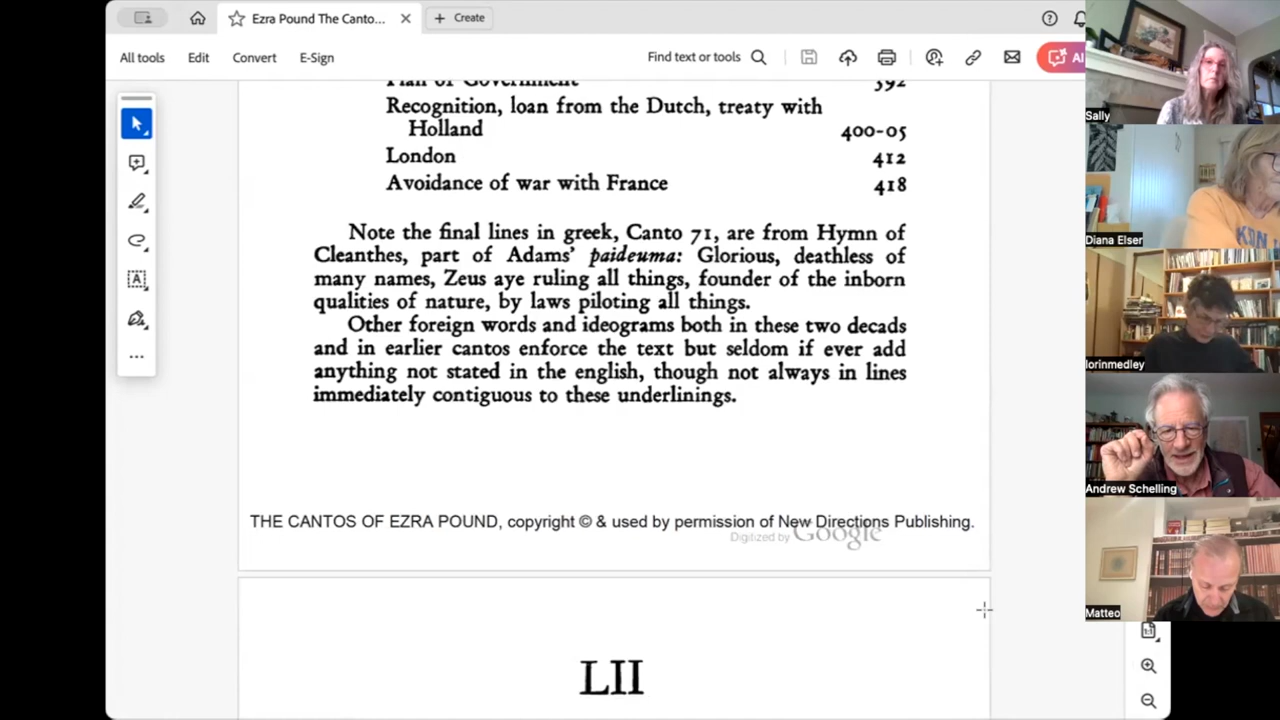 Ezra Pound The Canto...
Create
All tools
Edit
Convert
E-Sign
Find text or tools
AI
Plan of Government 392
Recognition, loan from the Dutch, treaty with
Holland 400-05
London 412
Avoidance of war with France 418
Note the final lines in greek, Canto 71, are from Hymn of
Cleanthes, part of Adams' paideuma: Glorious, deathless of
many names, Zeus aye ruling all things, founder of the inborn
qualities of nature, by laws piloting all things.
Other foreign words and ideograms both in these two decads
and in earlier cantos enforce the text but seldom if ever add
anything not stated in the english, though not always in lines
immediately contiguous to these underlinings.
THE CANTOS OF EZRA POUND, copyright © & used by permission of New Directions Publishing.
Digitized by Google
LII
Sally
Diana Elser
lorinmedley
Andrew Schelling
Matteo